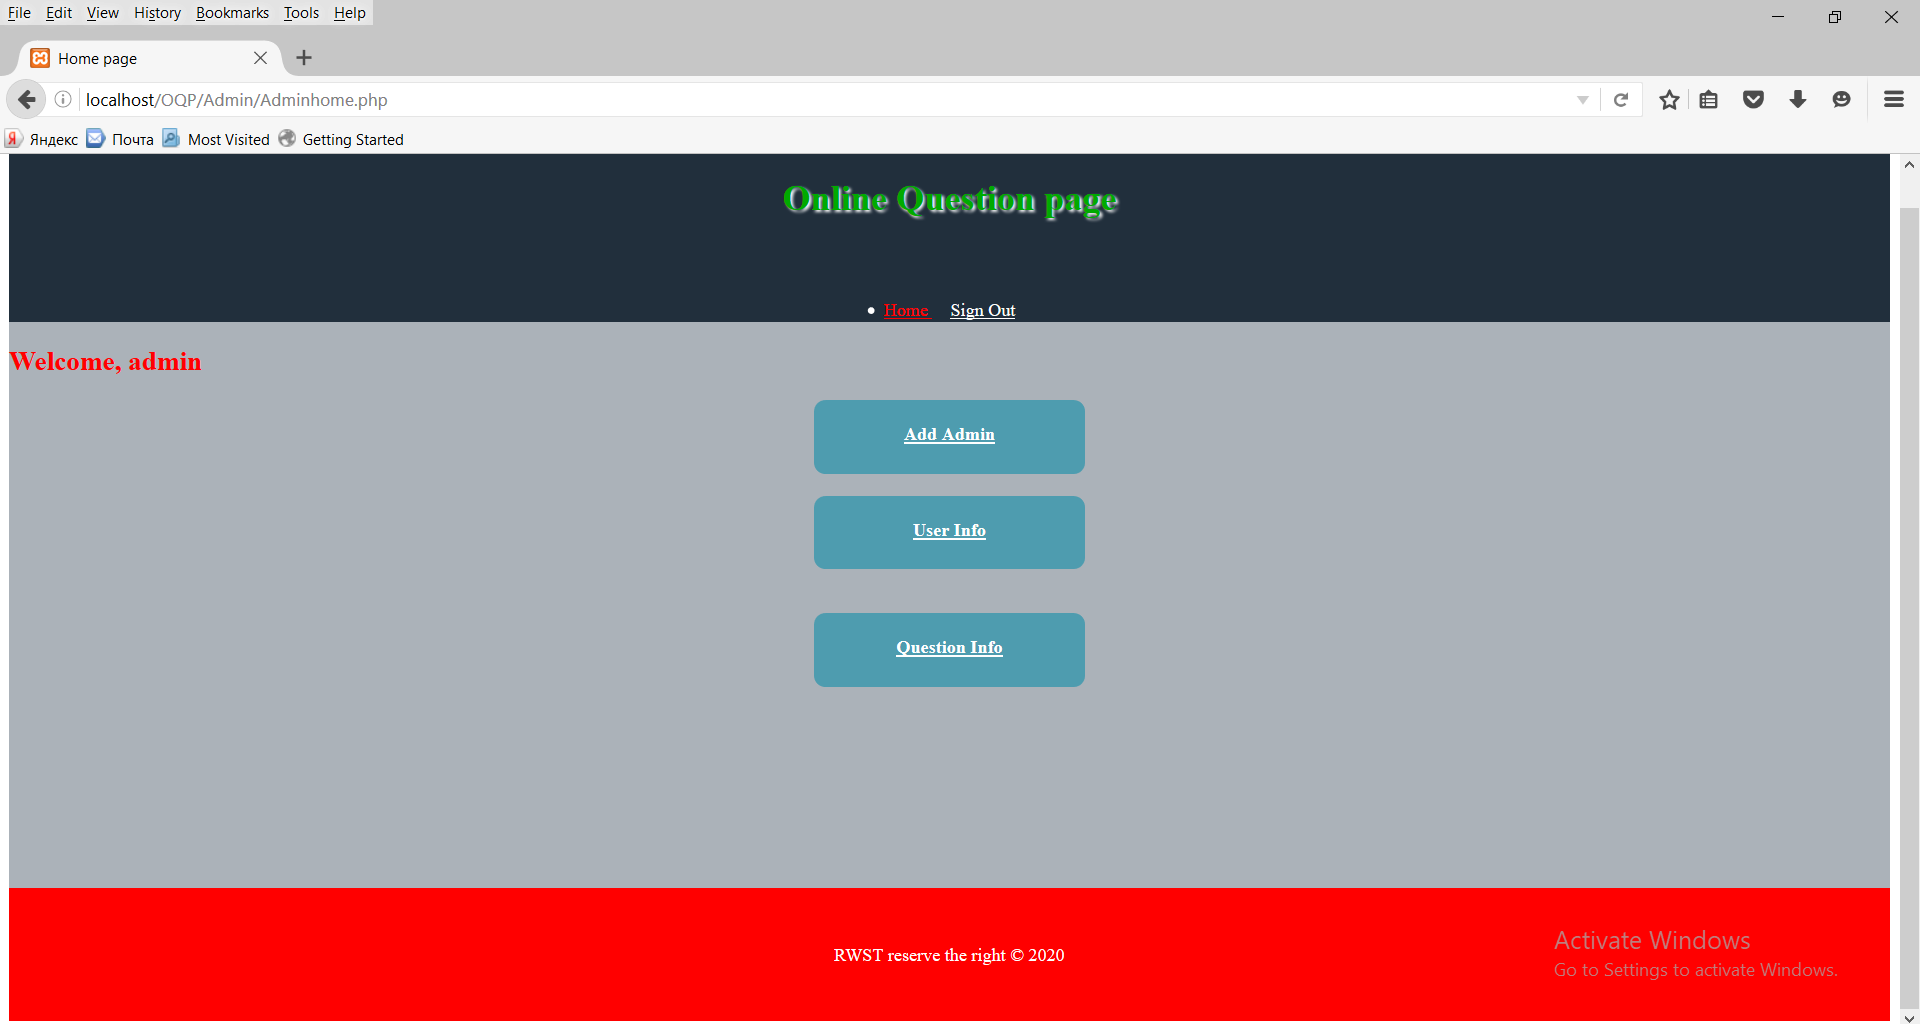 File Edit View History Bookmarks Tools Help
Home page
localhost/OQP/Admin/Adminhome.php
Яндекс Почта Most Visited Getting Started
Online Question page
Home Sign Out
Welcome, admin
Add Admin
User Info
Question Info
RWST reserve the right © 2020
Activate Windows
Go to Settings to activate Windows.